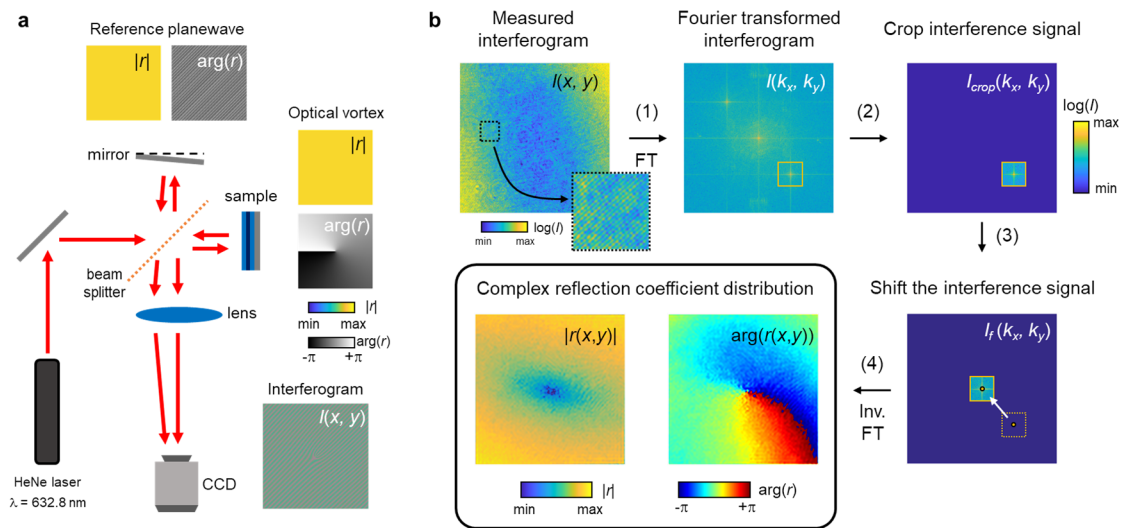 a
Reference planewave
|r|
arg(r)
mirror
Optical vortex
|r|
sample
arg(r)
beam
splitter
lens
|r|
min
max
arg(r)
-π
+π
Interferogram
I(x, y)
HeNe laser
λ = 632.8 nm
CCD
b
Measured
interferogram
I(x, y)
log(I)
min
max
(1)
FT
Fourier transformed
interferogram
I(kx, ky)
(2)
Crop interference signal
Icrop(kx, ky)
log(I)
max
min
(3)
Shift the interference signal
If (kx, ky)
(4)
Inv.
FT
Complex reflection coefficient distribution
|r(x,y)|
arg(r(x,y))
|r|
min
max
arg(r)
-π
+π